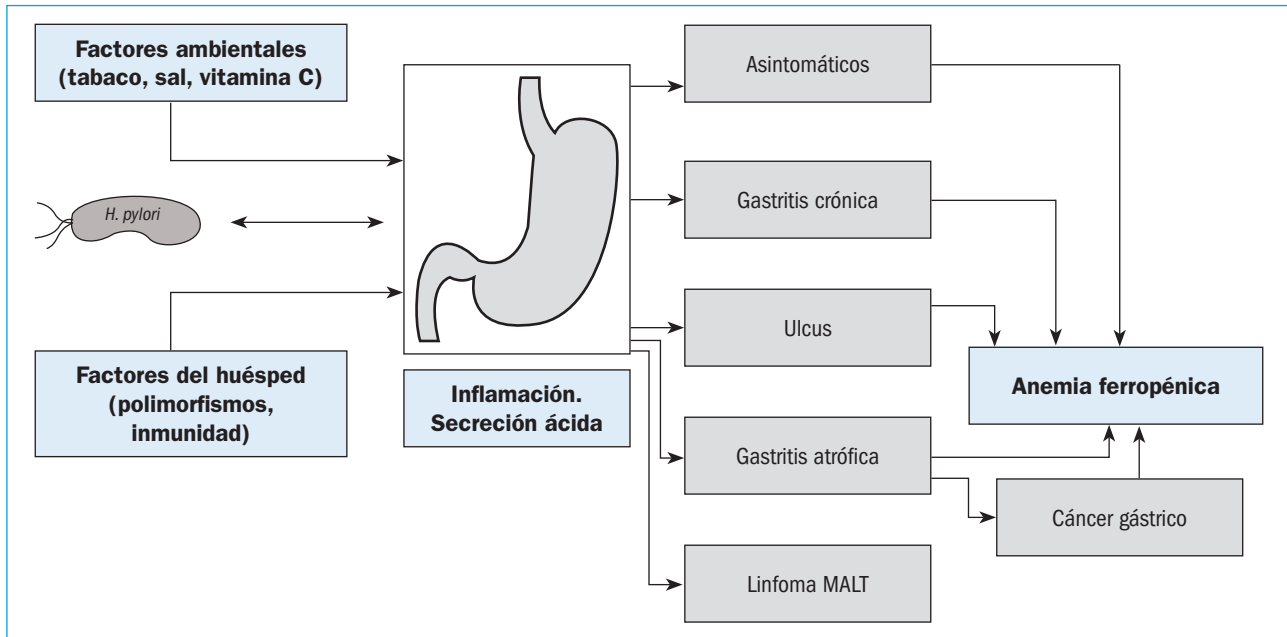 Factores ambientales
(tabaco, sal, vitamina C)
H. pylori
Factores del huésped
(polimorfismos,
inmunidad)
Inflamación.
Secreción ácida
Asintomáticos
Gastritis crónica
Ulcus
Gastritis atrófica
Linfoma MALT
Anemia ferropénica
Cáncer gástrico